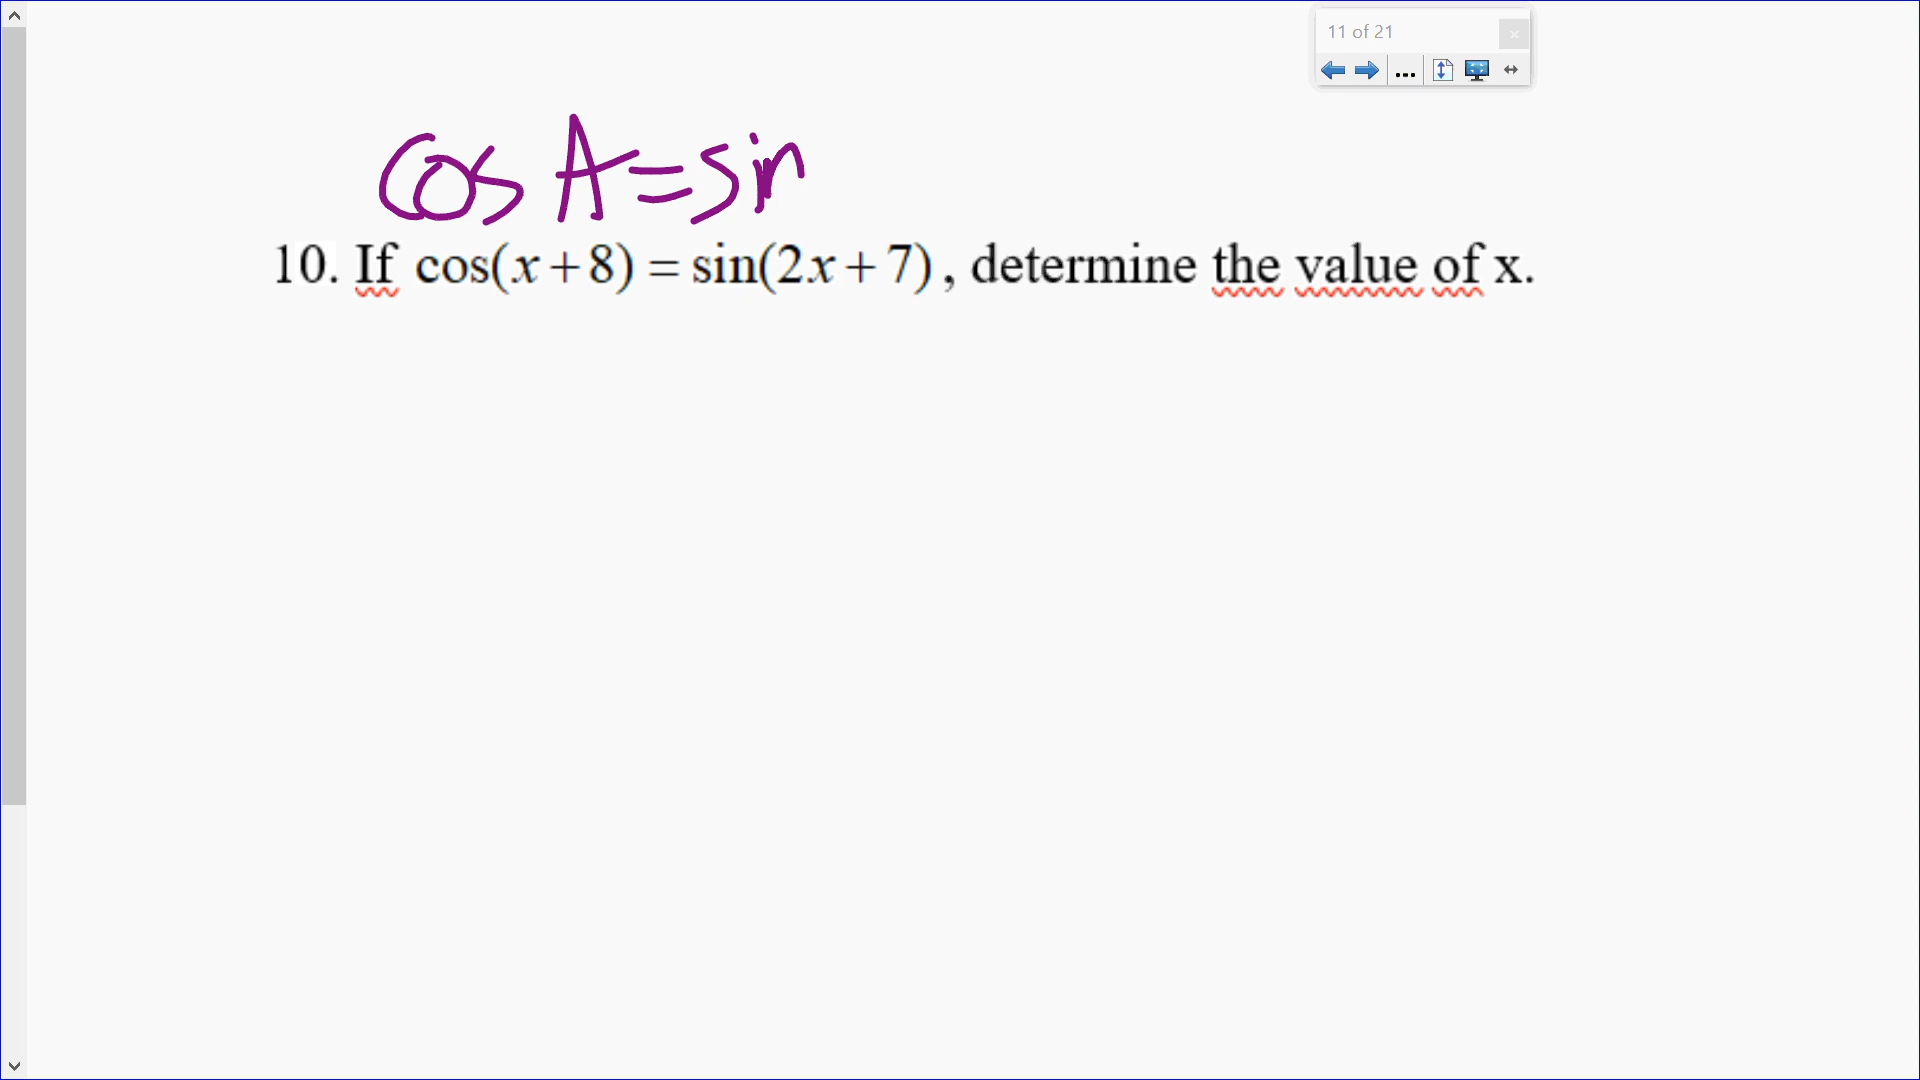 11 of 21
cos A = sin
10. If cos(x+8) = sin(2x+7), determine the value of x.